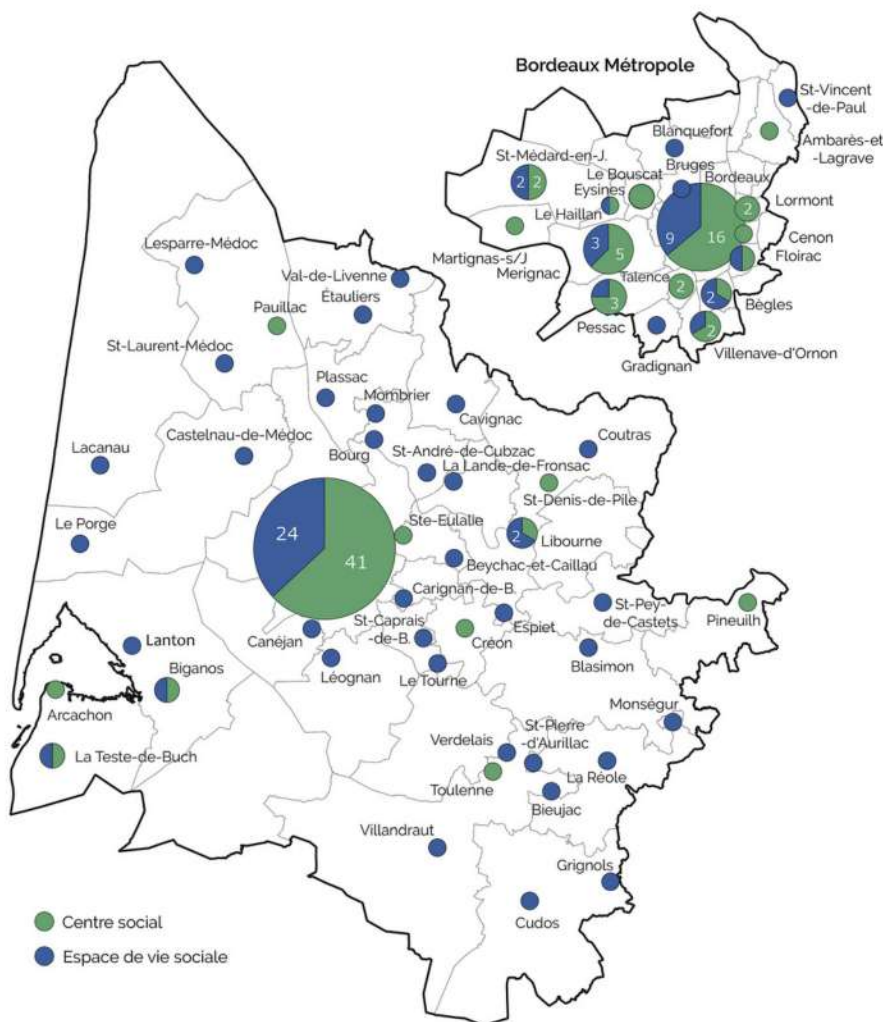 Bordeaux Métropole
St-Vincent
-de-Paul
Blanquefort
Ambarès-et
-Lagrave
St-Médard-en-J.
Bruges
Le Bouscat
Bordeaux
2
2
Eysines
Lormont
2
Le Haillan
Cenon
9
16
3
5
Floirac
Martignas-s/J
Merignac
Talence
2
2
3
Bègles
Pessac
2
Villenave-d'Ornon
Gradignan
Lesparre-Médoc
Val-de-Livenne
Étauliers
Pauillac
St-Laurent-Médoc
Plassac
Mombrier
Cavignac
Castelnau-de-Médoc
Coutras
Lacanau
Bourg
St-André-de-Cubzac
La Lande-de-Fronsac
St-Denis-de-Pile
Le Porge
Ste-Eulalie
24
41
2
Libourne
Beychac-et-Caillau
Carignan-de-B.
St-Pey-
de-Castets
Pineuilh
Lanton
Canéjan
St-Caprais
-de-B.
Créon
Espiet
Biganos
Léognan
Le Tourne
Blasimon
Arcachon
Monségur
La Teste-de-Buch
Verdelais
St-Pierre
-d'Aurillac
Toulenne
La Réole
Bieujac
Villandraut
Grignols
Cudos
Centre social
Espace de vie sociale